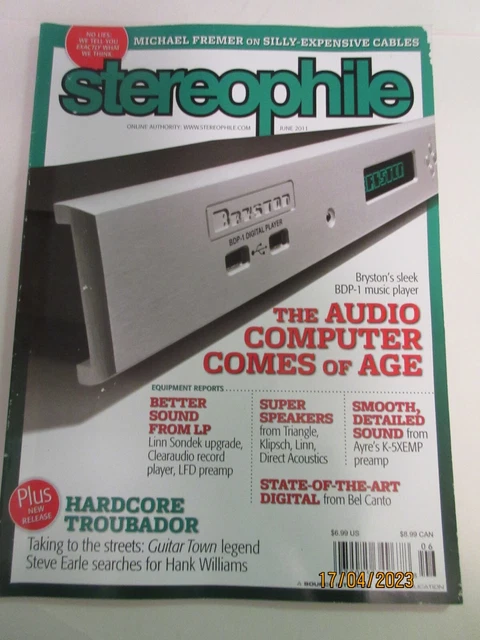 NO LIES:
WE TELL YOU
EXACTLY WHAT
WE THINK.
MICHAEL FREMER ON SILLY-EXPENSIVE CABLES
stereophile
ONLINE AUTHORITY: WWW.STEREOPHILE.COM JUNE 2011
BRYSTON
Bryston
BDP-1 DIGITAL PLAYER
Bryston's sleek
BDP-1 music player
THE AUDIO
COMPUTER
COMES OF AGE
EQUIPMENT REPORTS
BETTER
SOUND
FROM LP
Linn Sondek upgrade,
Clearaudio record
player, LFD preamp
SUPER
SPEAKERS
from Triangle,
Klipsch, Linn,
Direct Acoustics
SMOOTH,
DETAILED
SOUND from
Ayre's K-5XEMP
preamp
STATE-OF-THE-ART
DIGITAL from Bel Canto
Plus
NEW
RELEASE
HARDCORE
TROUBADOR
Taking to the streets: Guitar Town legend
Steve Earle searches for Hank Williams
$6.99 US $8.99 CAN
06
17/04/2023